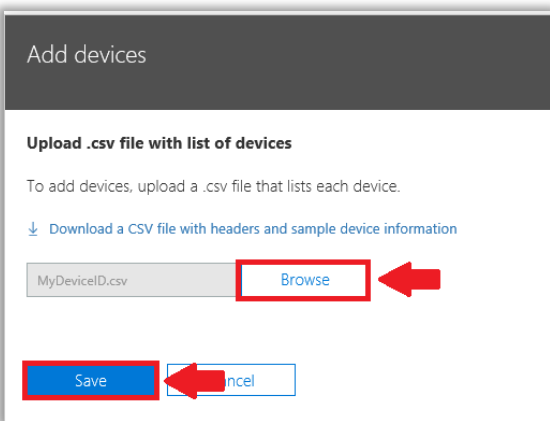 Add devices
Upload .csv file with list of devices
To add devices, upload a .csv file that lists each device.
Download a CSV file with headers and sample device information
MyDeviceID.csv Browse
Save ncel